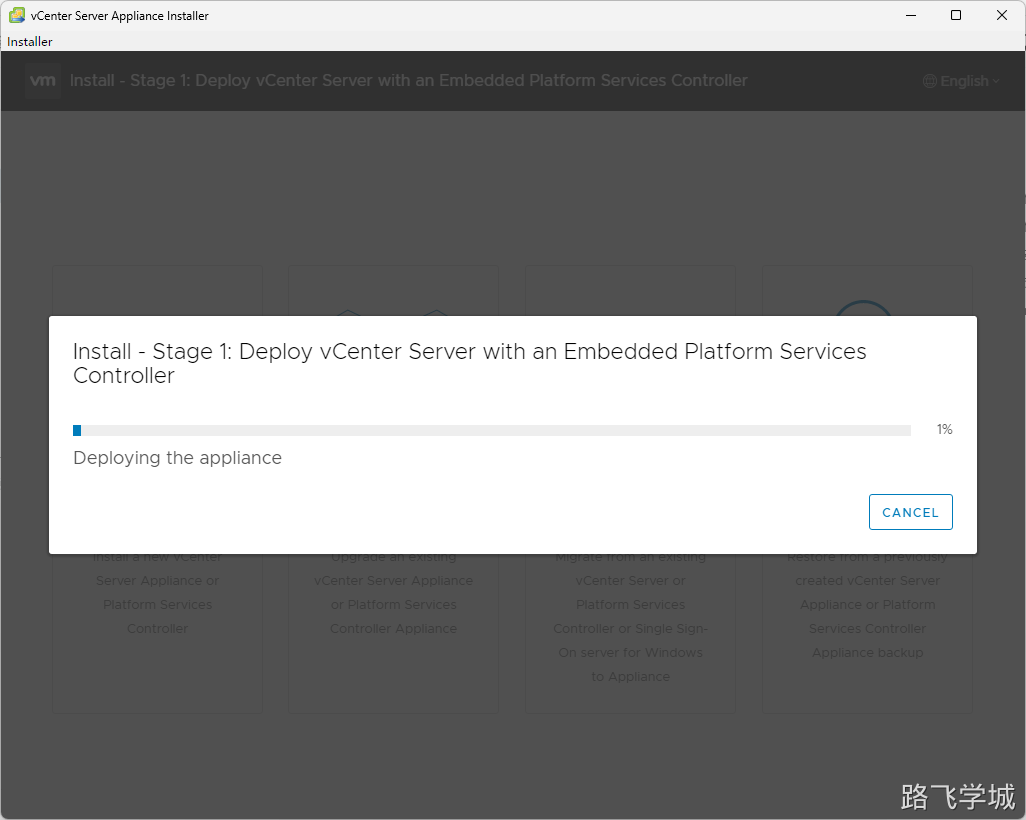 vCenter Server Appliance Installer
Installer
vm Install - Stage 1: Deploy vCenter Server with an Embedded Platform Services Controller English
Install - Stage 1: Deploy vCenter Server with an Embedded Platform Services
Controller
1%
Deploying the appliance
CANCEL
Install a new vCenter
Server Appliance or
Platform Services
Controller
Upgrade an existing
vCenter Server Appliance
or Platform Services
Controller Appliance
Migrate from an existing
vCenter Server or
Platform Services
Controller or Single Sign-
On server for Windows
to Appliance
Restore from a previously
created vCenter Server
Appliance or Platform
Services Controller
Appliance backup
路飞学城